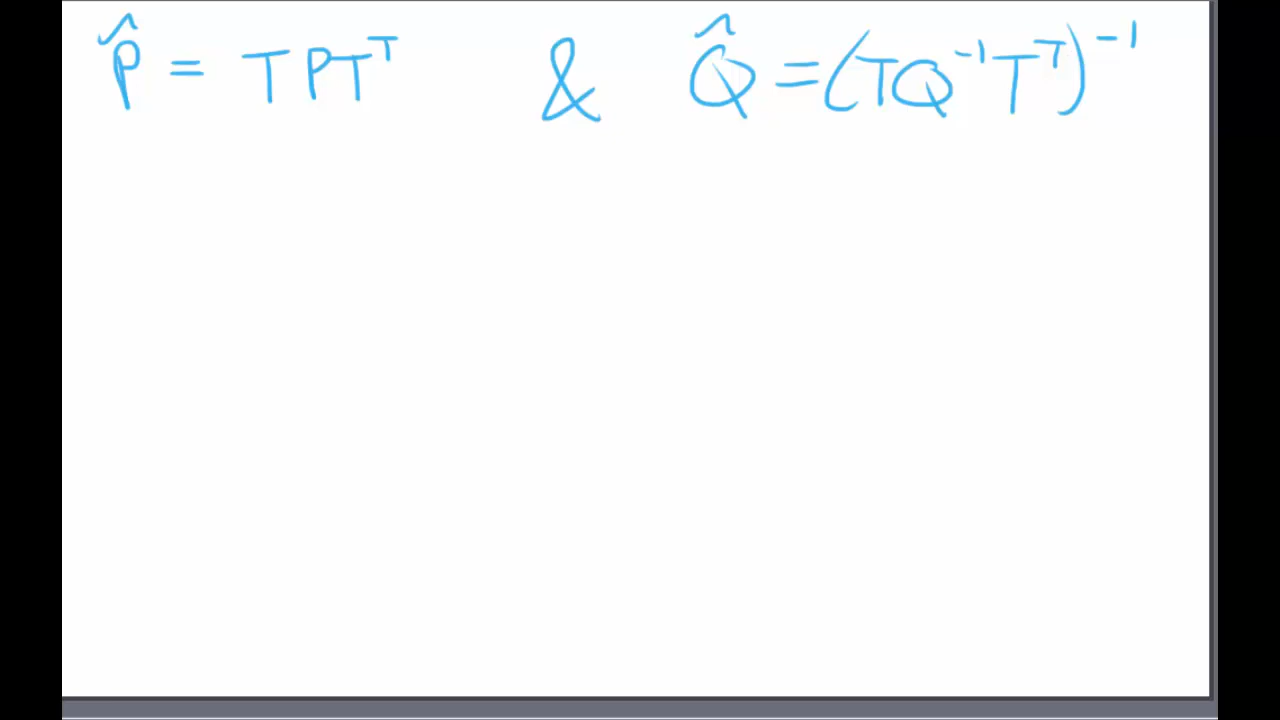 P̂ = TPTᵀ & Q̂ = (TQ⁻¹Tᵀ)⁻¹